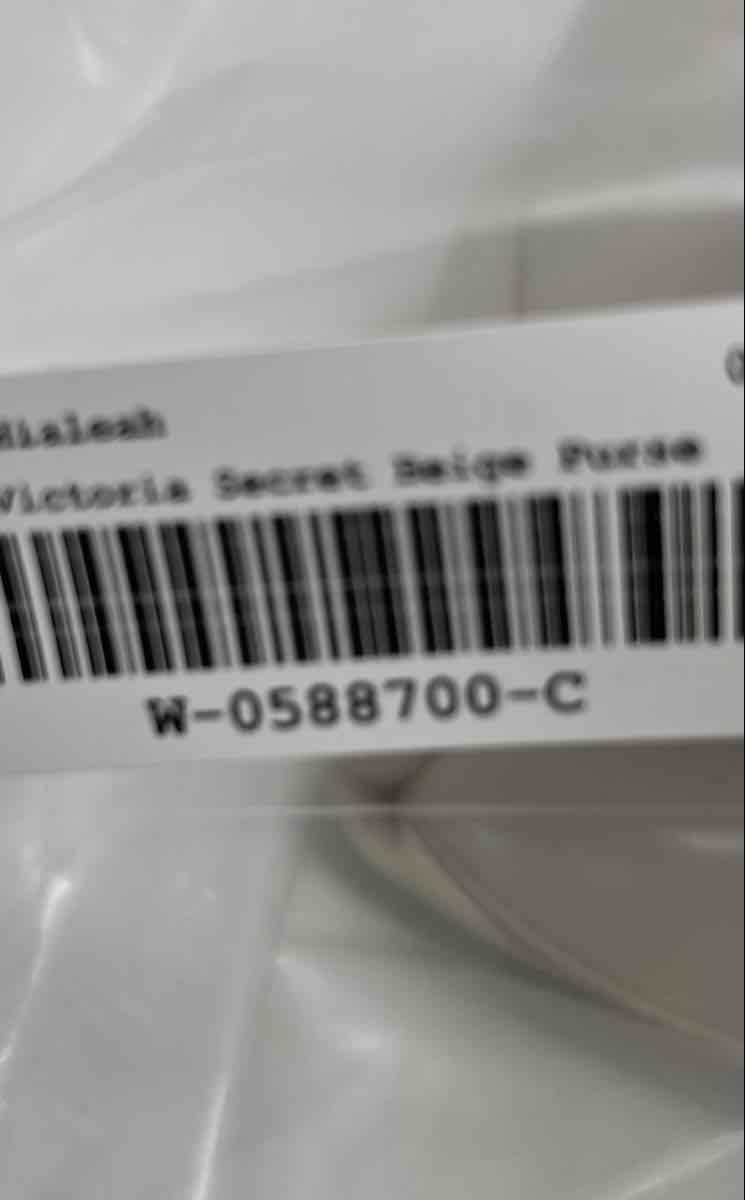 Hialeah
Victoria Secret Beige Purse
W-0588700-C